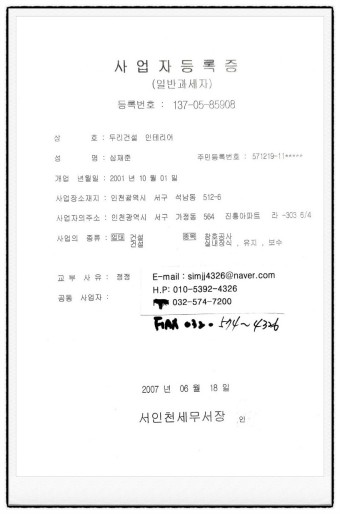 사 업 자 등 록 증
(일반과세자)
등록번호 : 137-05-85908
상 호 : 두리건설 인테리어
성 명 : 심재준 주민등록번호 : 571219-1******
개업 년월일 : 2001 년 10 월 01 일
사업장소재지 : 인천광역시 서구 석남동 512-6
사업자의주소 : 인천광역시 서구 가정동 564 진흥아파트 라 -303 5/4
사업의 종류 : 업태 건설 종목 창호공사
건설 실내장식 , 유지 , 보수
교 부 사 유 : 정정 E-mail : simjj4326@naver.com
H.P: 010-5392-4326
공동 사업자 : 032-574-7200
FAX 032- 574~4326
2007 년 06 월 18 일
서인천세무서장 인